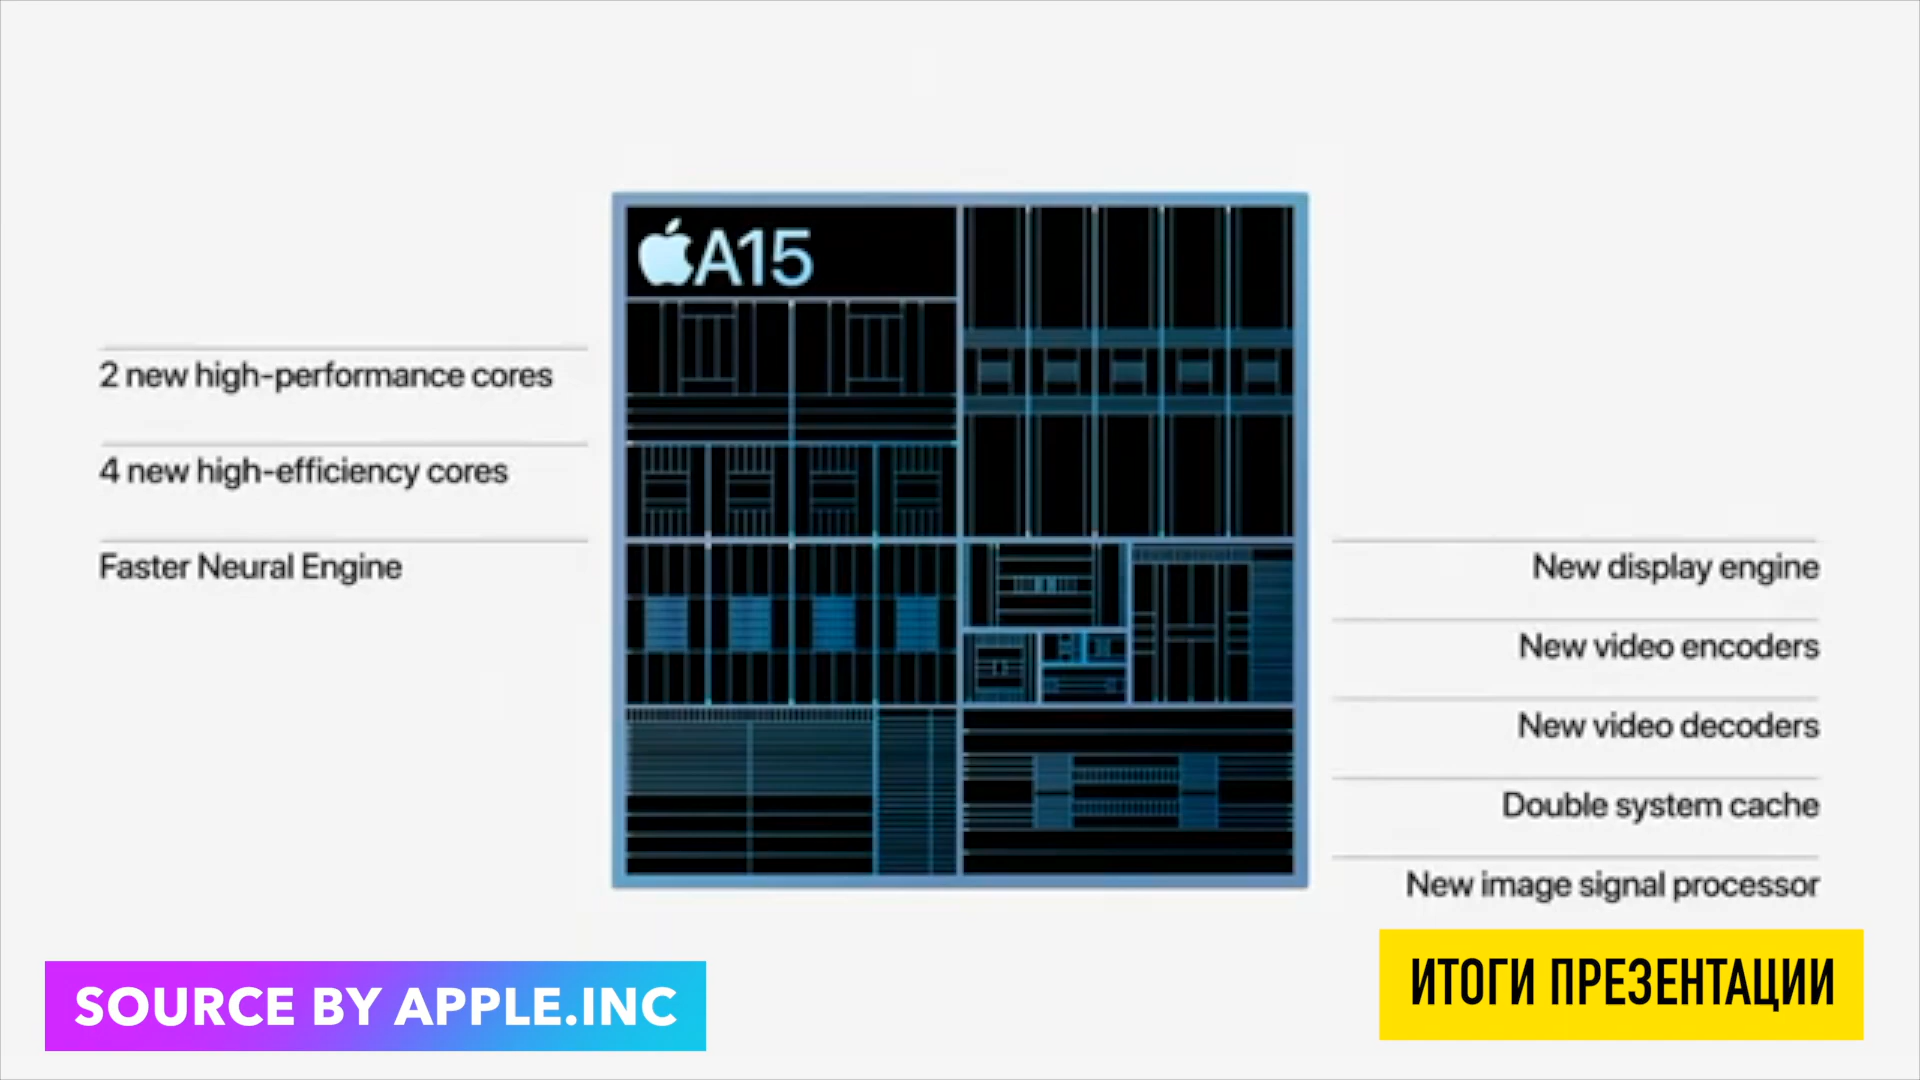 A15
2 new high-performance cores
4 new high-efficiency cores
Faster Neural Engine
New display engine
New video encoders
New video decoders
Double system cache
New image signal processor
SOURCE BY APPLE.INC
ИТОГИ ПРЕЗЕНТАЦИИ